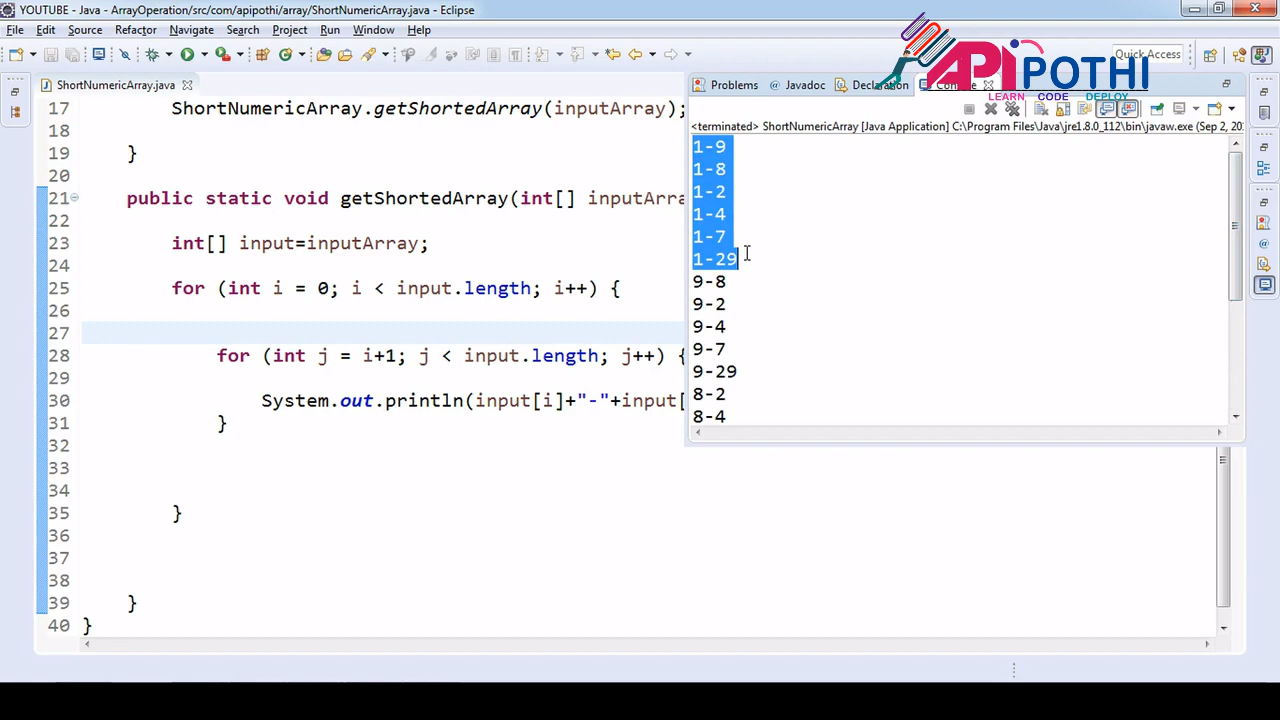 YOUTUBE - Java - ArrayOperation/src/com/apipothi/array/ShortNumericArray.java - Eclipse
File Edit Source Refactor Navigate Search Project Run Window Help
APiPOTHI
LEARN CODE DEPLOY
Quick Access
ShortNumericArray.java
Problems @ Javadoc Declaration
<terminated> ShortNumericArray [Java Application] C:\Program Files\Java\jre1.8.0_112\bin\javaw.exe (Sep 2, 20
17 ShortNumericArray.getShortedArray(inputArray);
18
19 }
20
21 public static void getShortedArray(int[] inputArra
22
23 int[] input=inputArray;
24
25 for (int i = 0; i < input.length; i++) {
26
27
28 for (int j = i+1; j < input.length; j++) {
29
30 System.out.println(input[i]+"-"+input[
31 }
32
33
34
35 }
36
37
38
39 }
40 }
1-9
1-8
1-2
1-4
1-7
1-29
9-8
9-2
9-4
9-7
9-29
8-2
8-4